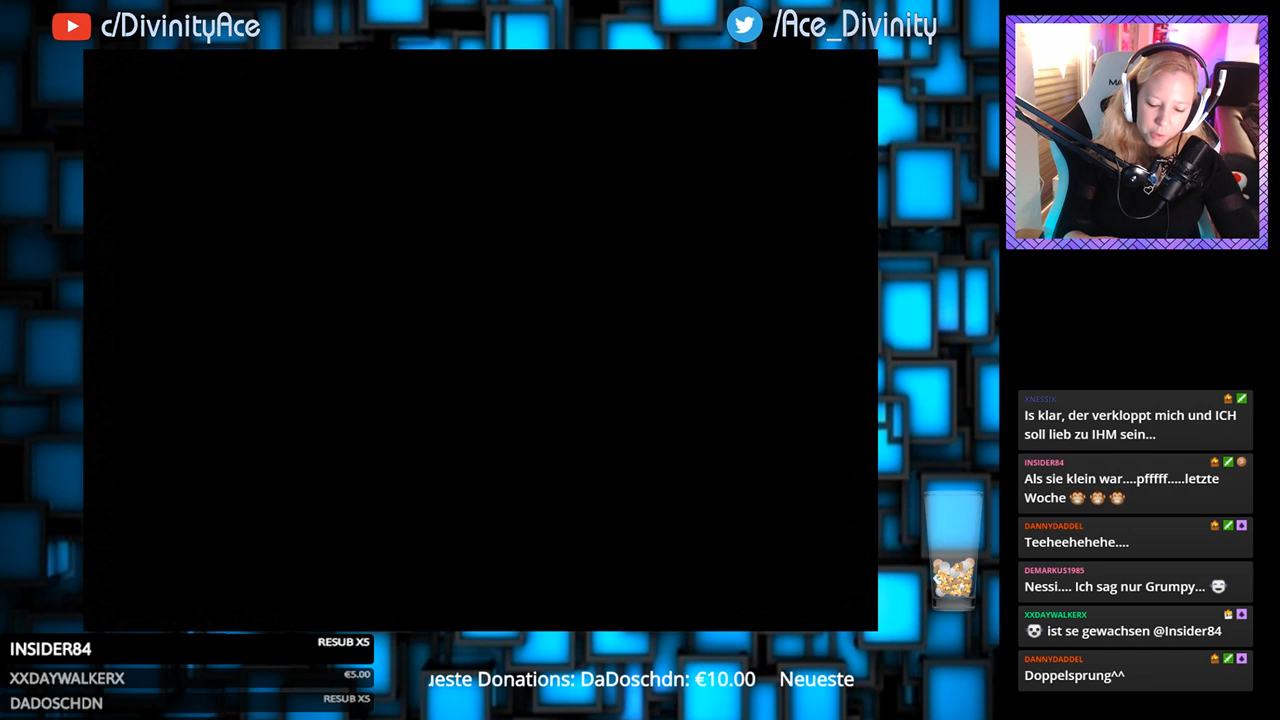 c/DivinityAce
/Ace_Divinity
XNESSIK
Is klar, der verkloppt mich und ICH
soll lieb zu IHM sein...
INSIDER84
Als sie klein war....pfffff.....letzte
Woche
DANNYDADDEL
Teeheehehehe....
DEMARKUS1985
Nessi.... Ich sag nur Grumpy...
XXDAYWALKERX
ist se gewachsen @Insider84
DANNYDADDEL
Doppelsprung^^
INSIDER84 RESUB X5
XXDAYWALKERX €5.00
DADOSCHDN RESUB X5
ueste Donations: DaDoschdn: €10.00 Neueste